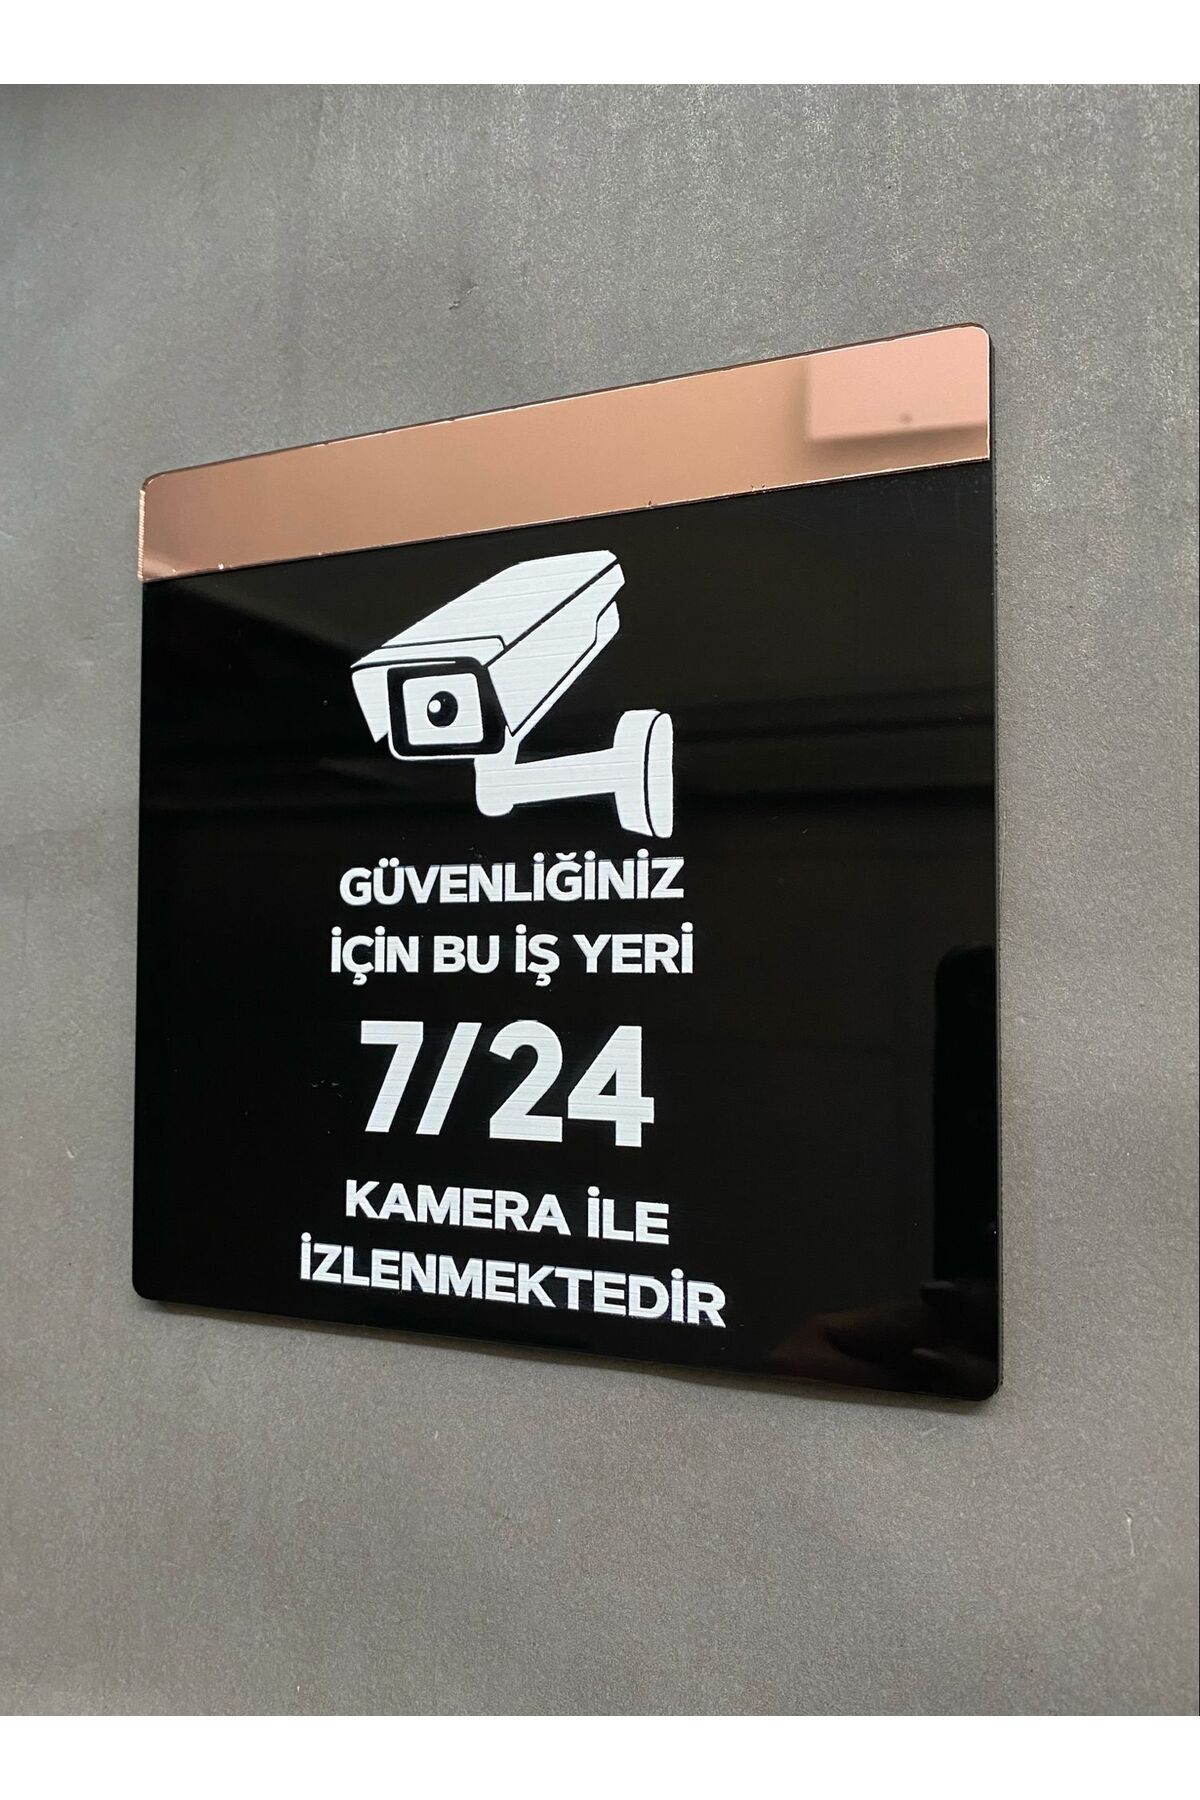 GÜVENLİĞİNİZ
İÇİN BU İŞ YERİ
7/24
KAMERA İLE
İZLENMEKTEDİR